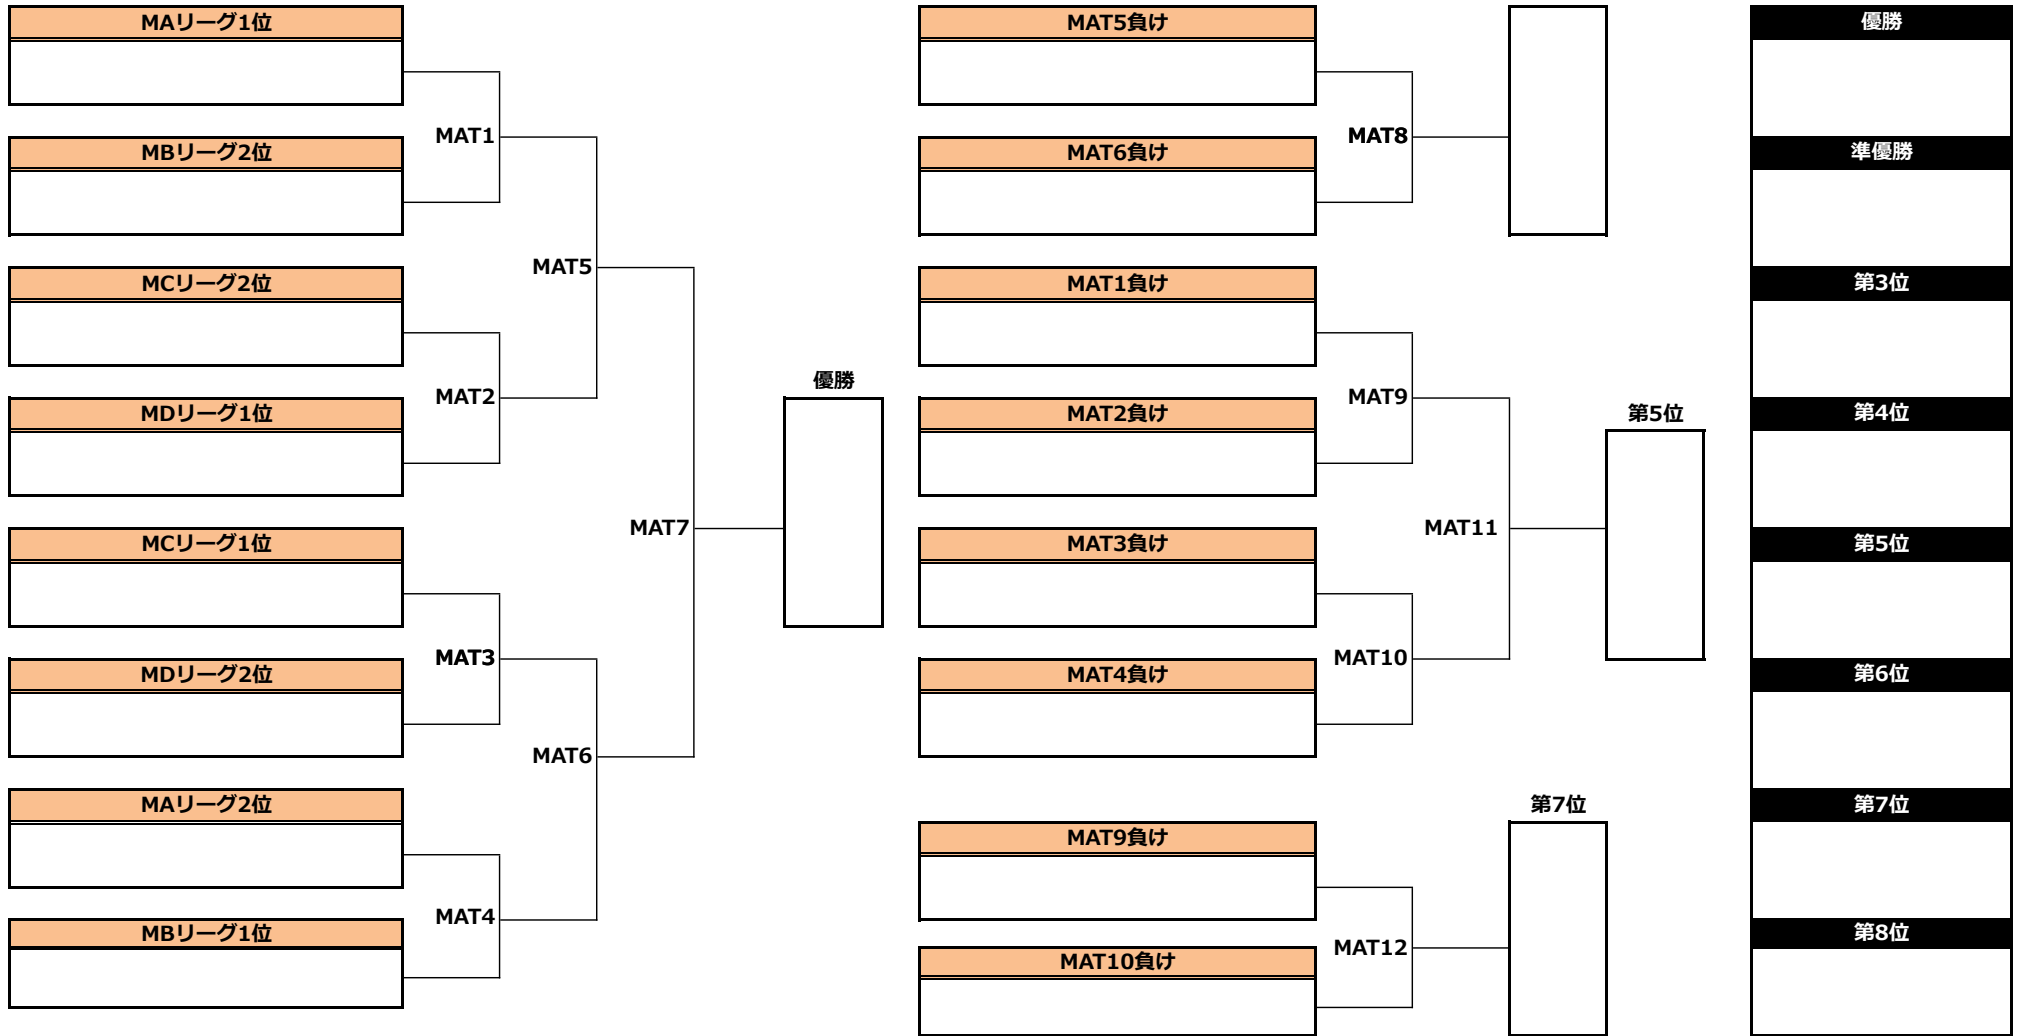 MAリーグ1位
MAT1
MBリーグ2位
MAT5
MCリーグ2位
MAT2
MDリーグ1位
優勝
MAT7
MCリーグ1位
MAT3
MDリーグ2位
MAT6
MAリーグ2位
MAT4
MBリーグ1位
MAT5負け
MAT8
MAT6負け
MAT1負け
MAT9
MAT2負け
第5位
MAT11
MAT3負け
MAT10
MAT4負け
第7位
MAT9負け
MAT12
MAT10負け
優勝
準優勝
第3位
第4位
第5位
第6位
第7位
第8位